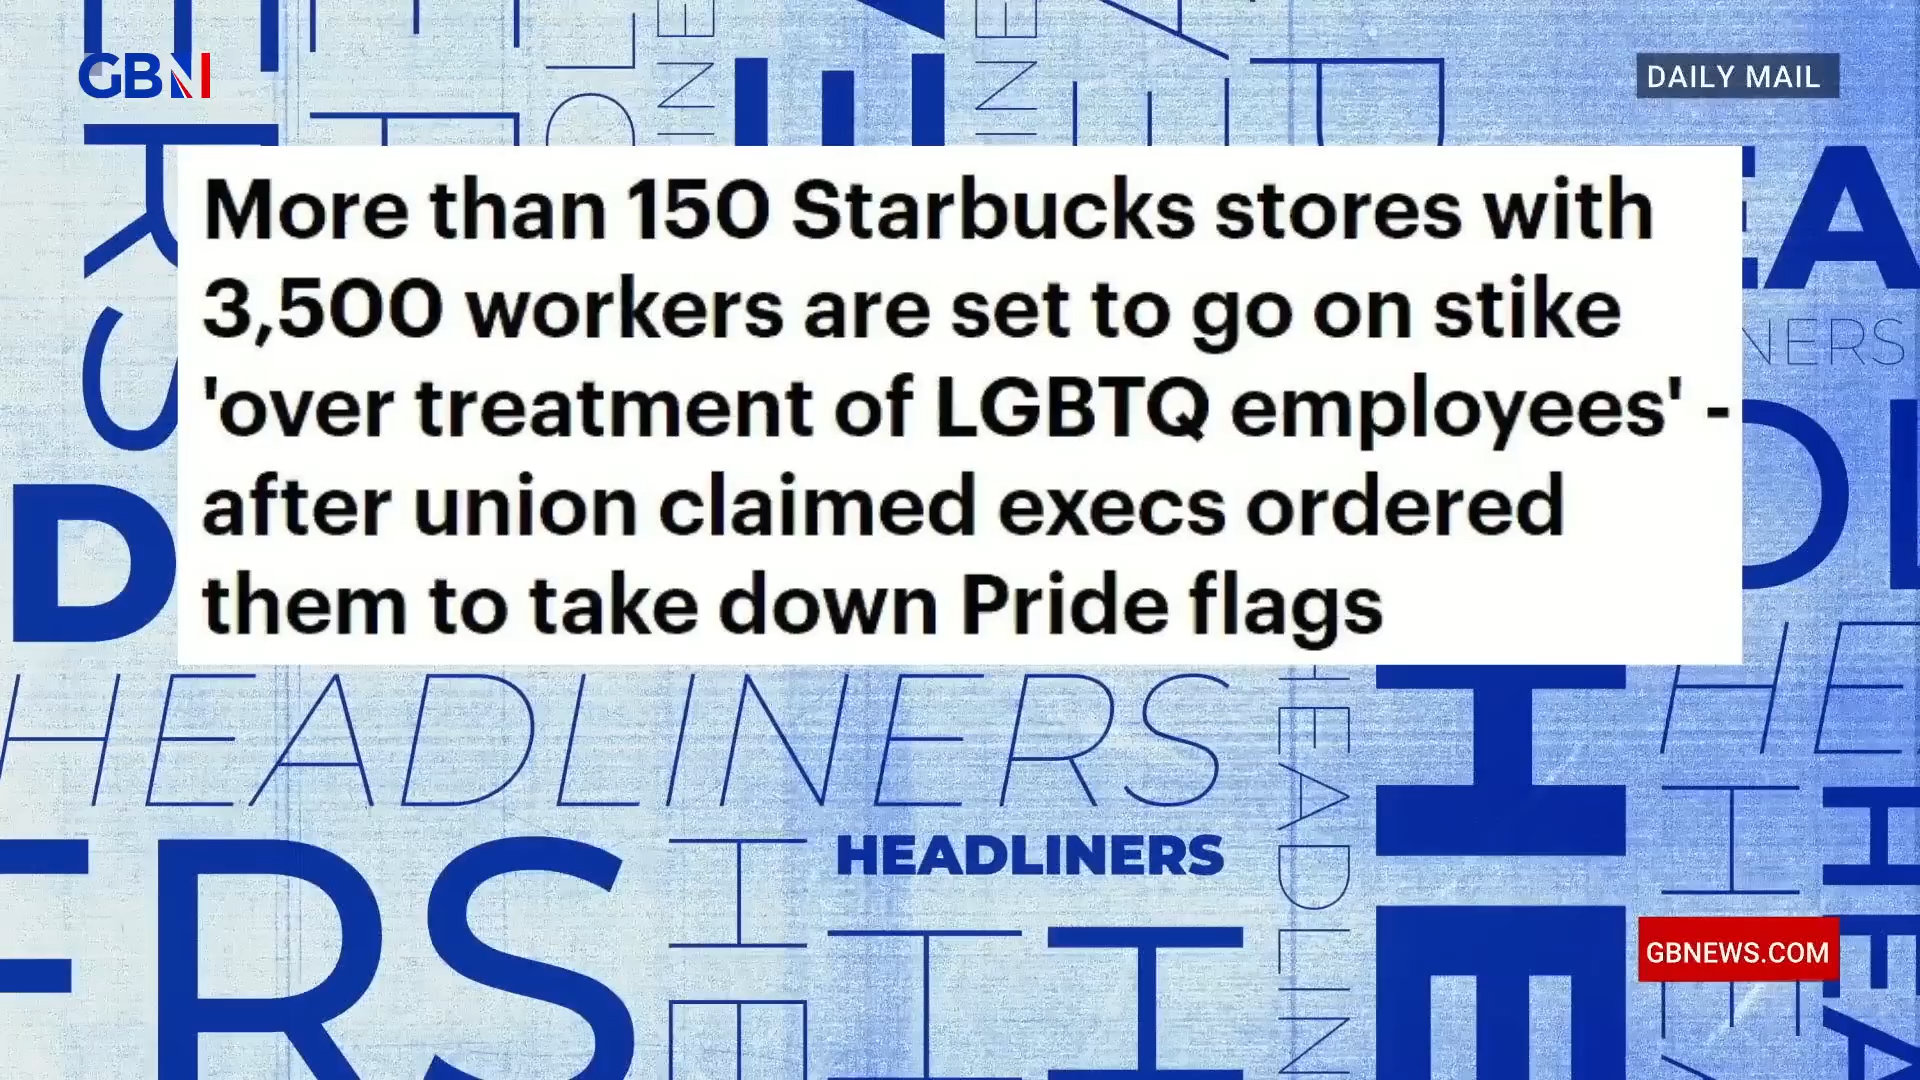 GBN
DAILY MAIL
More than 150 Starbucks stores with
3,500 workers are set to go on stike
'over treatment of LGBTQ employees' -
after union claimed execs ordered
them to take down Pride flags
HEADLINERS
HEADLINERS
HEADLIN
GBNEWS.COM